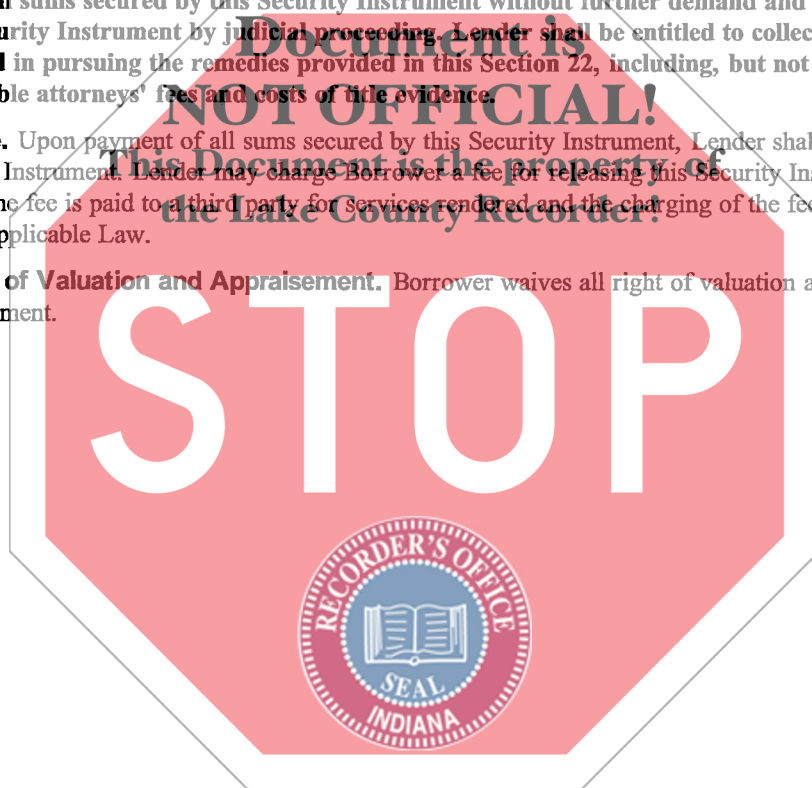 sums secured by this Security Instrument without further demand and
Document is
urity Instrument by judicial proceeding. Lender shall be entitled to collec
in pursuing the remedies provided in this Section 22, including, but not
ble attorneys' fees and costs of title evidence.
NOT OFFICIAL!
e. Upon payment of all sums secured by this Security Instrument, Lender shal
This Document is the property of
Instrument. Lender may charge Borrower a fee for releasing this Security Ins
he fee is paid to a third party for services rendered and the charging of the fee
the Lake County Recorder!
pplicable Law.
of Valuation and Appraisement. Borrower waives all right of valuation a
ment.
STOP
RECORDER'S OFFICE
SEAL
INDIANA